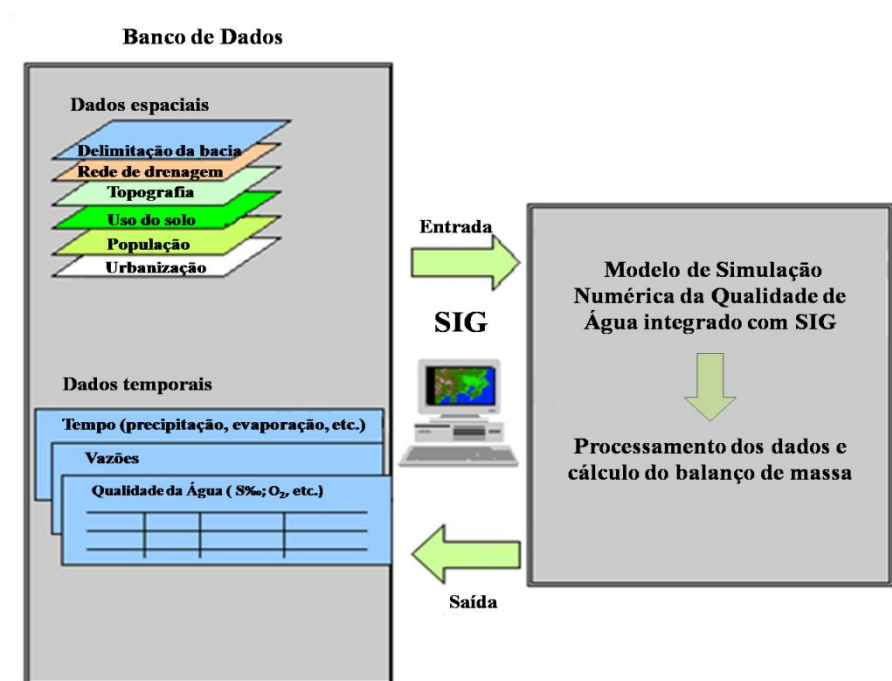 Banco de Dados
Dados espaciais
Delimitação da bacia
Rede de drenagem
Topografia
Uso do solo
População
Urbanização
Dados temporais
Tempo (precipitação, evaporação, etc.)
Vazões
Qualidade da Água ( S‰; O₂, etc.)
Entrada
SIG
Saída
Modelo de Simulação
Numérica da Qualidade de
Água integrado com SIG
Processamento dos dados e
cálculo do balanço de massa